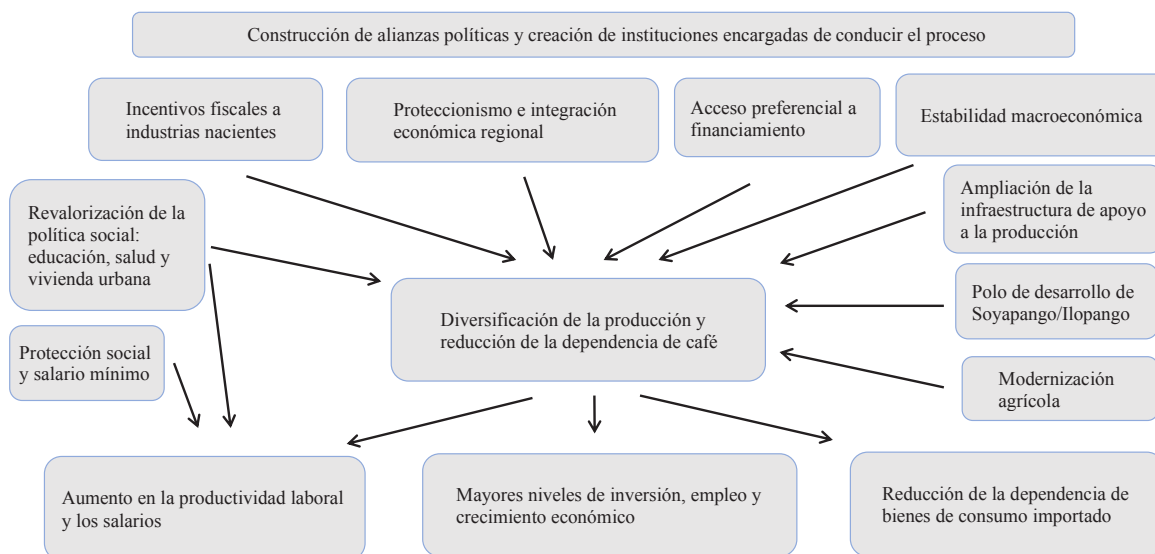 Construcción de alianzas políticas y creación de instituciones encargadas de conducir el proceso
Incentivos fiscales a
industrias nacientes
Proteccionismo e integración
económica regional
Acceso preferencial a
financiamiento
Estabilidad macroeconómica
Revalorización de la
política social:
educación, salud y
vivienda urbana
Ampliación de la
infraestructura de apoyo
a la producción
Diversificación de la producción y
reducción de la dependencia de café
Polo de desarrollo de
Soyapango/Ilopango
Protección social
y salario mínimo
Modernización
agrícola
Aumento en la productividad laboral
y los salarios
Mayores niveles de inversión, empleo y
crecimiento económico
Reducción de la dependencia de
bienes de consumo importado